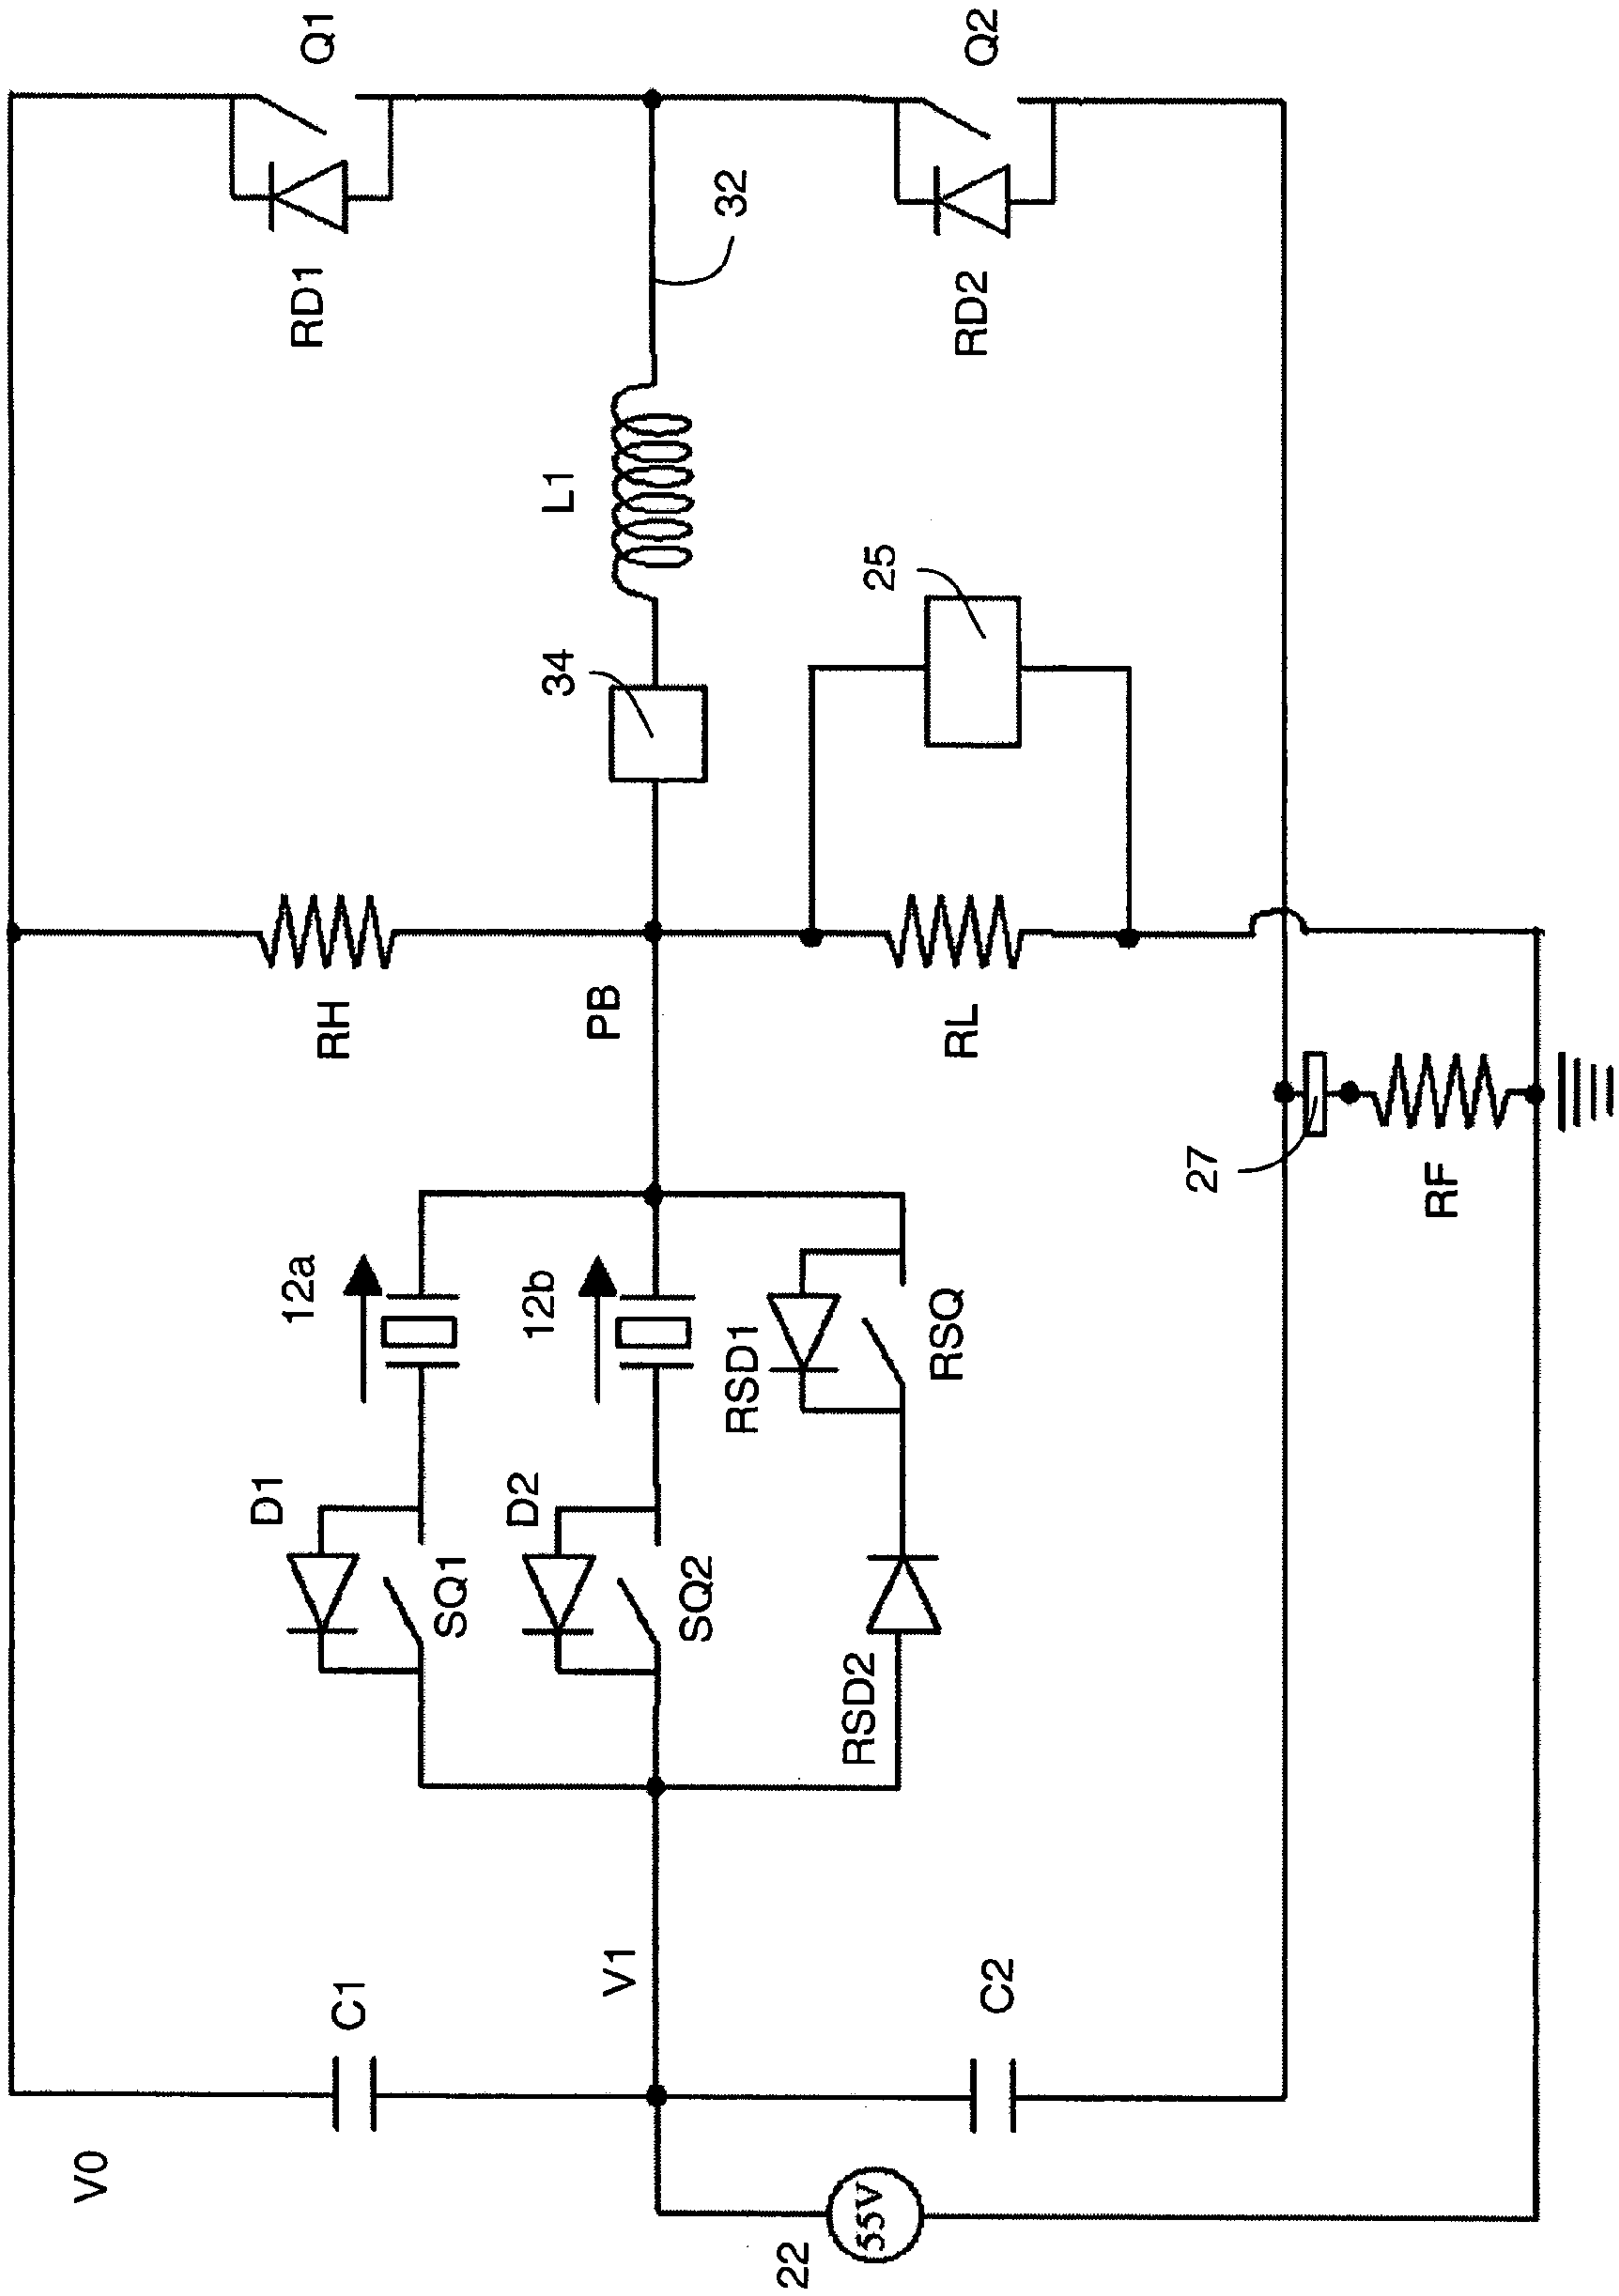 V0
Q1
RD1
C1
RH
D1
SQ1
12a
L1
34
32
V1
PB
D2
SQ2
12b
RSD1
RSQ
RSD2
22
55V
C2
RL
25
Q2
RD2
27
RF